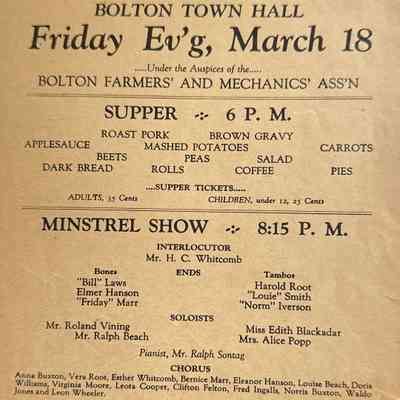 BOLTON TOWN HALL
Friday Ev'g, March 18
.....Under the Auspices of the.....
BOLTON FARMERS' AND MECHANICS' ASS'N
SUPPER -:- 6 P. M.
ROAST PORK BROWN GRAVY
APPLESAUCE MASHED POTATOES CARROTS
BEETS PEAS SALAD
DARK BREAD ROLLS COFFEE PIES
....SUPPER TICKETS.....
ADULTS, 35 Cents CHILDREN, under 12, 25 Cents
MINSTREL SHOW -:- 8:15 P. M.
INTERLOCUTOR
Mr. H. C. Whitcomb
Bones ENDS Tambos
"Bill" Laws Harold Root
Elmer Hanson "Louie" Smith
"Friday" Marr "Norm" Iverson
SOLOISTS
Mr. Roland Vining Miss Edith Blackadar
Mr. Ralph Beach Mrs. Alice Popp
Pianist, Mr. Ralph Sontag
CHORUS
Anna Buxton, Vera Root, Esther Whitcomb, Bernice Marr, Eleanor Hanson, Louise Beach, Doris
Williams, Virginia Moore, Leota Cooper, Clifton Felton, Fred Ingalls, Norris Buxton, Waldo
Jones and Leon Wheeler.